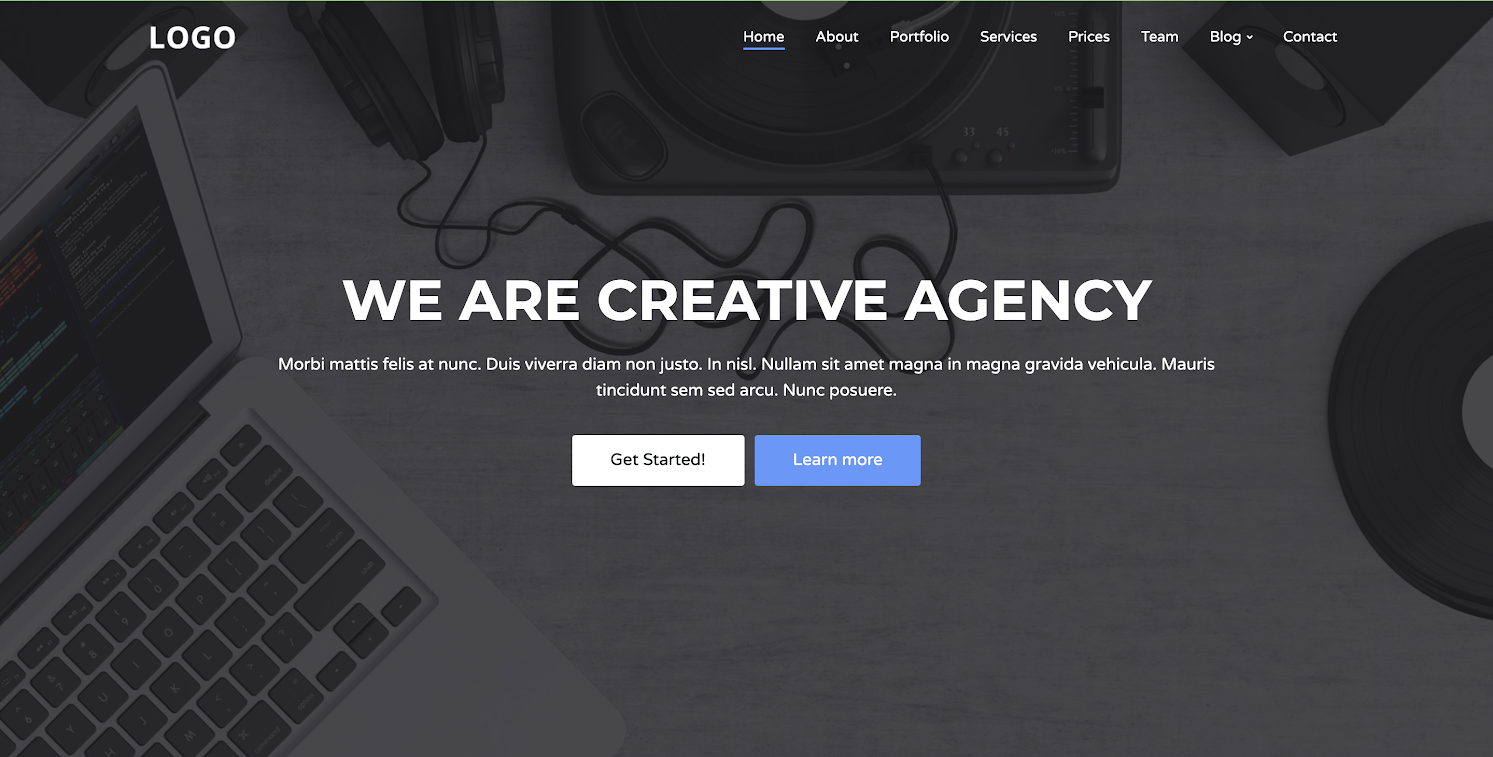 LOGO
Home About Portfolio Services Prices Team Blog Contact
33 45
WE ARE CREATIVE AGENCY
Morbi mattis felis at nunc. Duis viverra diam non justo. In nisl. Nullam sit amet magna in magna gravida vehicula. Mauris
tincidunt sem sed arcu. Nunc posuere.
Get Started! Learn more